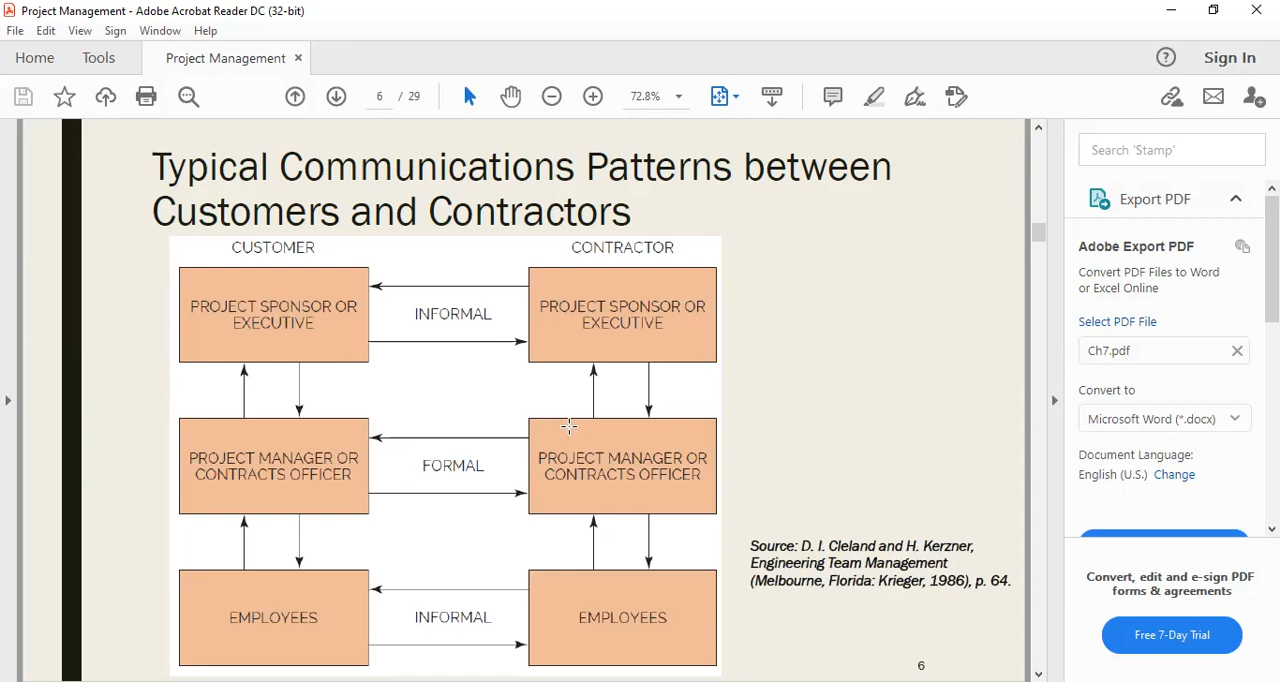 Project Management - Adobe Acrobat Reader DC (32-bit)
File Edit View Sign Window Help
Home Tools Project Management × Sign In
6 / 29 72.8%
Typical Communications Patterns between
Customers and Contractors
CUSTOMER CONTRACTOR
PROJECT SPONSOR OR
EXECUTIVE
INFORMAL
PROJECT SPONSOR OR
EXECUTIVE
PROJECT MANAGER OR
CONTRACTS OFFICER
FORMAL
PROJECT MANAGER OR
CONTRACTS OFFICER
EMPLOYEES
INFORMAL
EMPLOYEES
Source: D. I. Cleland and H. Kerzner,
Engineering Team Management
(Melbourne, Florida: Krieger, 1986), p. 64.
6
Search 'Stamp'
Export PDF
Adobe Export PDF
Convert PDF Files to Word
or Excel Online
Select PDF File
Ch7.pdf
Convert to
Microsoft Word (*.docx)
Document Language:
English (U.S.) Change
Convert, edit and e-sign PDF
forms & agreements
Free 7-Day Trial